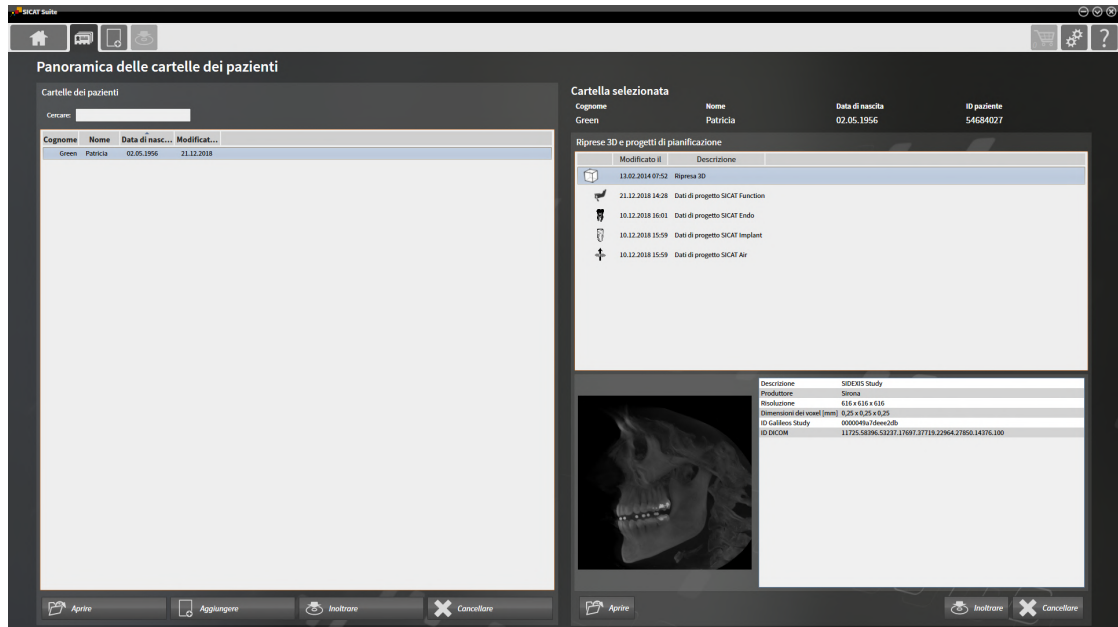 SICAT Suite
?
Panoramica delle cartelle dei pazienti
Cartelle dei pazienti
Cercare:
Cognome Nome Data di nasc... Modificat...
Green Patricia 02.05.1956 21.12.2018
Aprire Aggiungere Inoltrare Cancellare
Cartella selezionata
Cognome Nome Data di nascita ID paziente
Green Patricia 02.05.1956 54684027
Riprese 3D e progetti di pianificazione
Modificato il Descrizione
13.02.2014 07:52 Ripresa 3D
21.12.2018 14:28 Dati di progetto SICAT Function
10.12.2018 16:01 Dati di progetto SICAT Endo
10.12.2018 15:59 Dati di progetto SICAT Implant
10.12.2018 15:59 Dati di progetto SICAT Air
Descrizione SIDEXIS Study
Produttore Sirona
Risoluzione 616 x 616 x 616
Dimensioni dei voxel [mm] 0,25 x 0,25 x 0,25
ID Galileos Study 0000049a7deee2db
ID DICOM 11725.58396.53237.17697.37719.22964.27850.14376.100
Aprire Inoltrare Cancellare